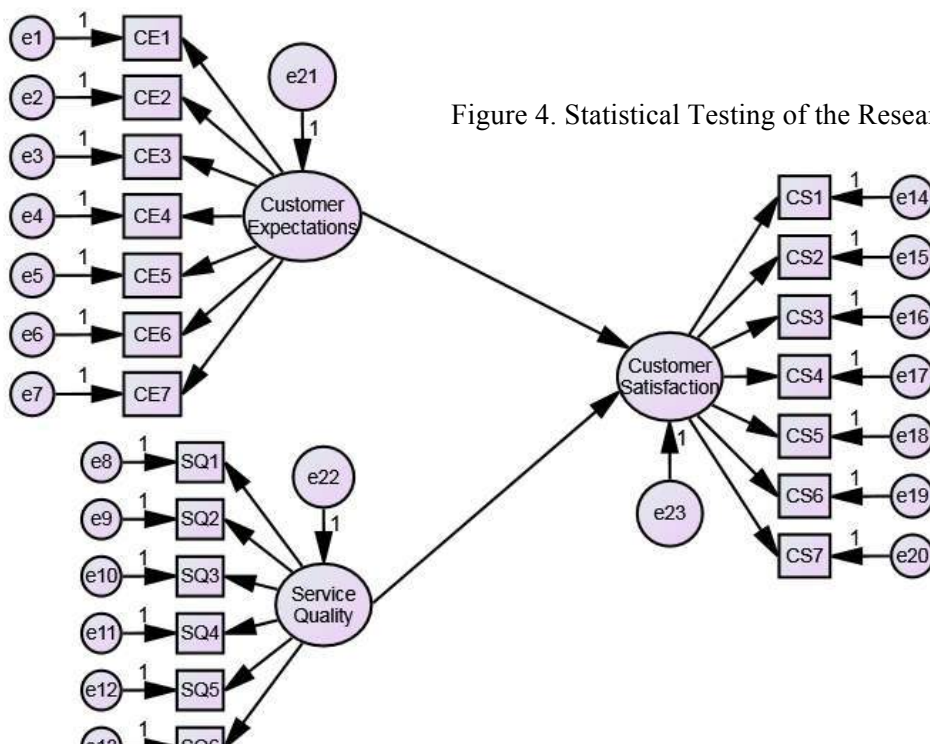 e1 1 CE1
e2 1 CE2
e3 1 CE3
e4 1 CE4
e5 1 CE5
e6 1 CE6
e7 1 CE7
e21
1
Customer
Expectations
Figure 4. Statistical Testing of the
CS1 1 e14
CS2 1 e15
CS3 1 e16
CS4 1 e17
CS5 1 e18
CS6 1 e19
CS7 1 e20
Customer
Satisfaction
1
e23
e8 1 SQ1
e9 1 SQ2
e10 1 SQ3
e11 1 SQ4
e12 1 SQ5
e13 1 SQ6
e22
1
Service
Quality